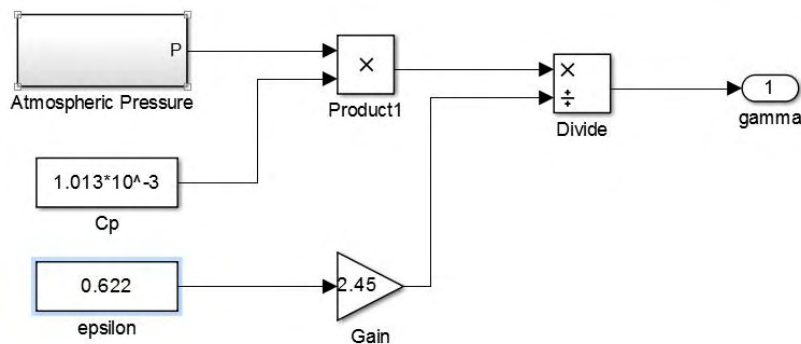 P
Atmospheric Pressure
×
Product1
×
÷
Divide
1
gamma
1.013*10^-3
Cp
0.622
epsilon
2.45
Gain